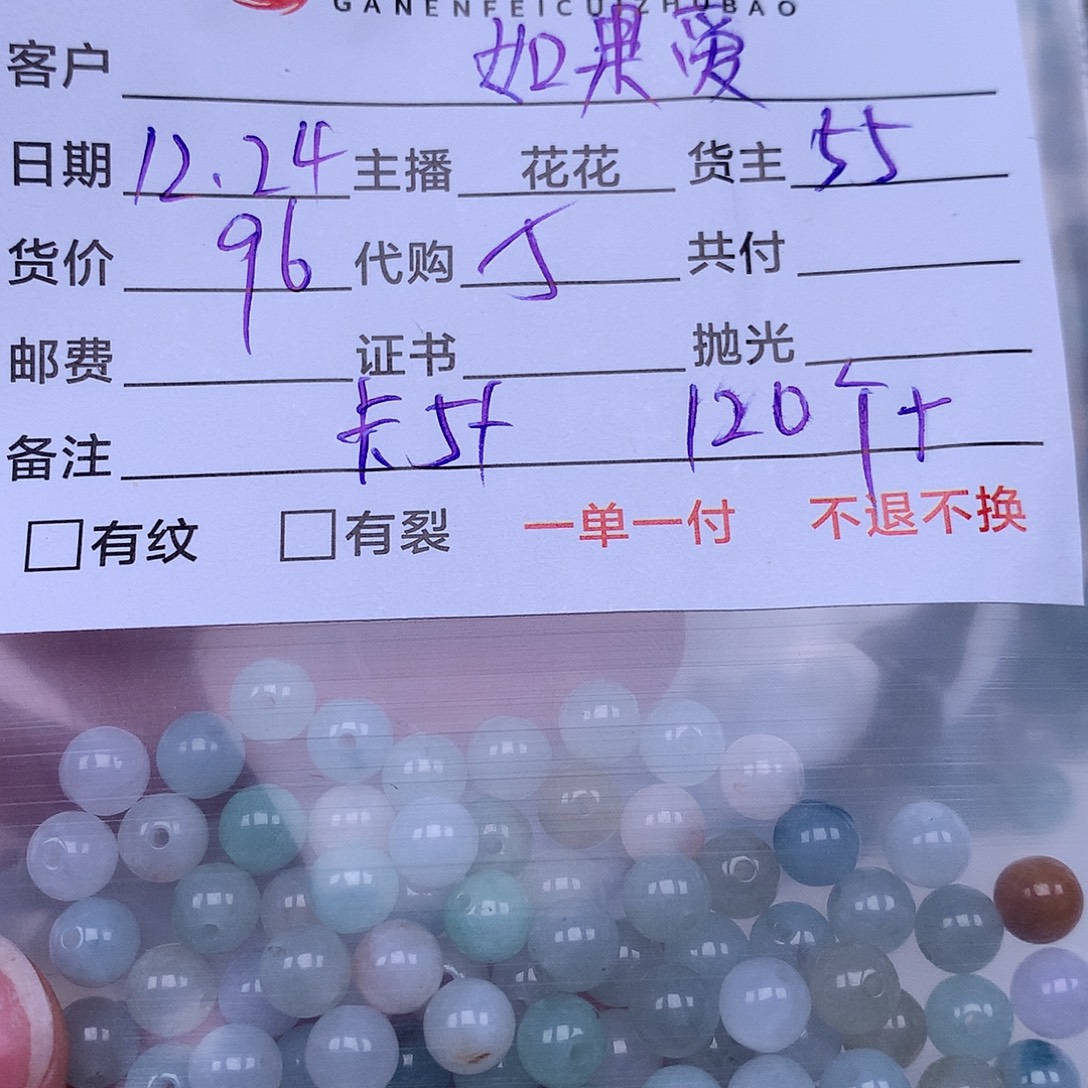 GANENFEICUIZHUBAO
客户 如果爱
日期 12.24 主播 花花 货主 55
货价 96 代购 5 共付
邮费 证书 抛光
备注 卡5+ 120个+
有纹 有裂 一单一付 不退不换